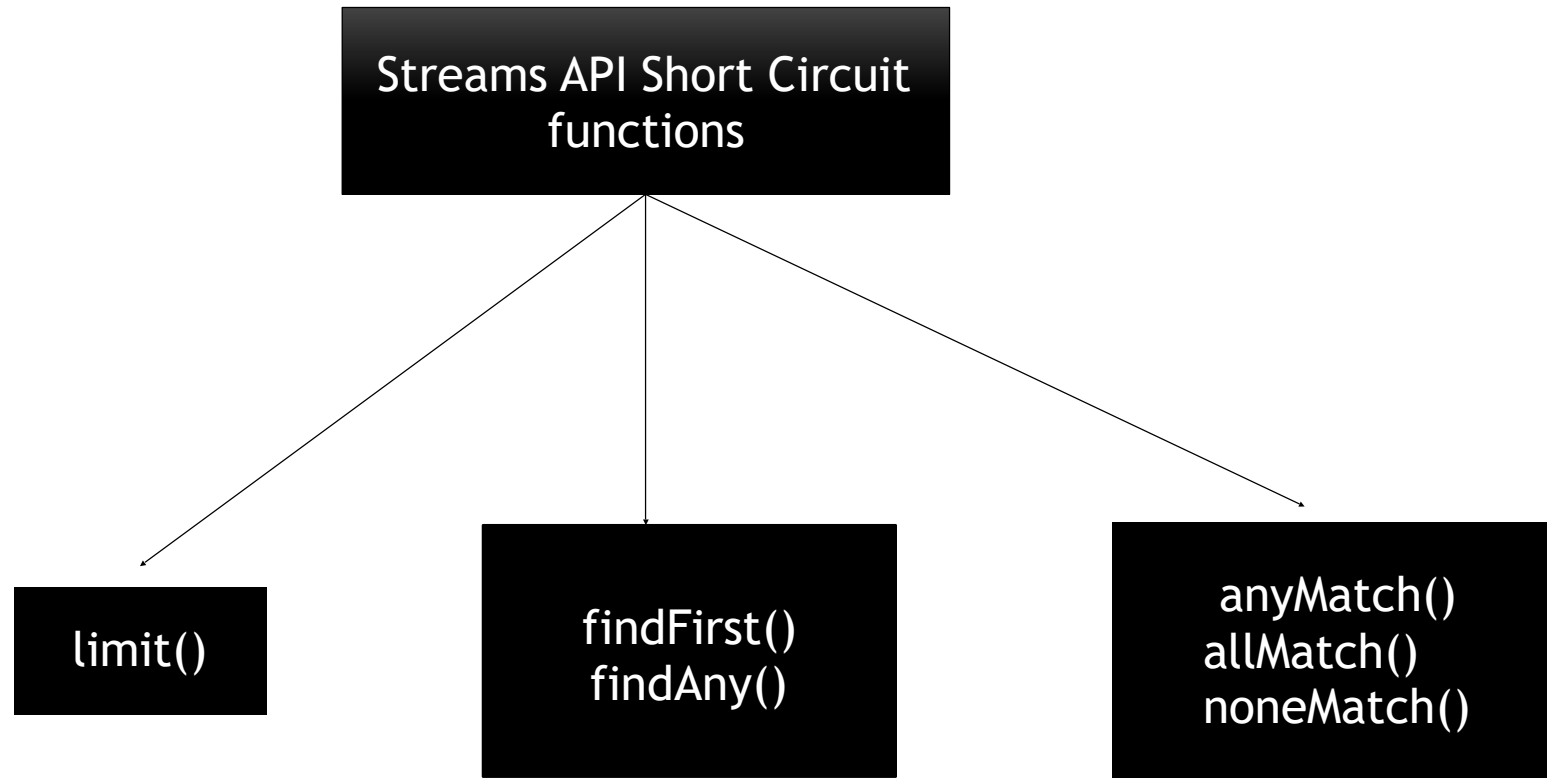 Streams API Short Circuit
functions
limit()
findFirst()
findAny()
anyMatch()
allMatch()
noneMatch()